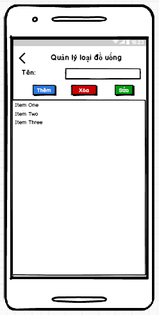 Quản lý loại đồ uống
Tên:
Thêm Xóa Sửa
Item One
Item Two
Item Three